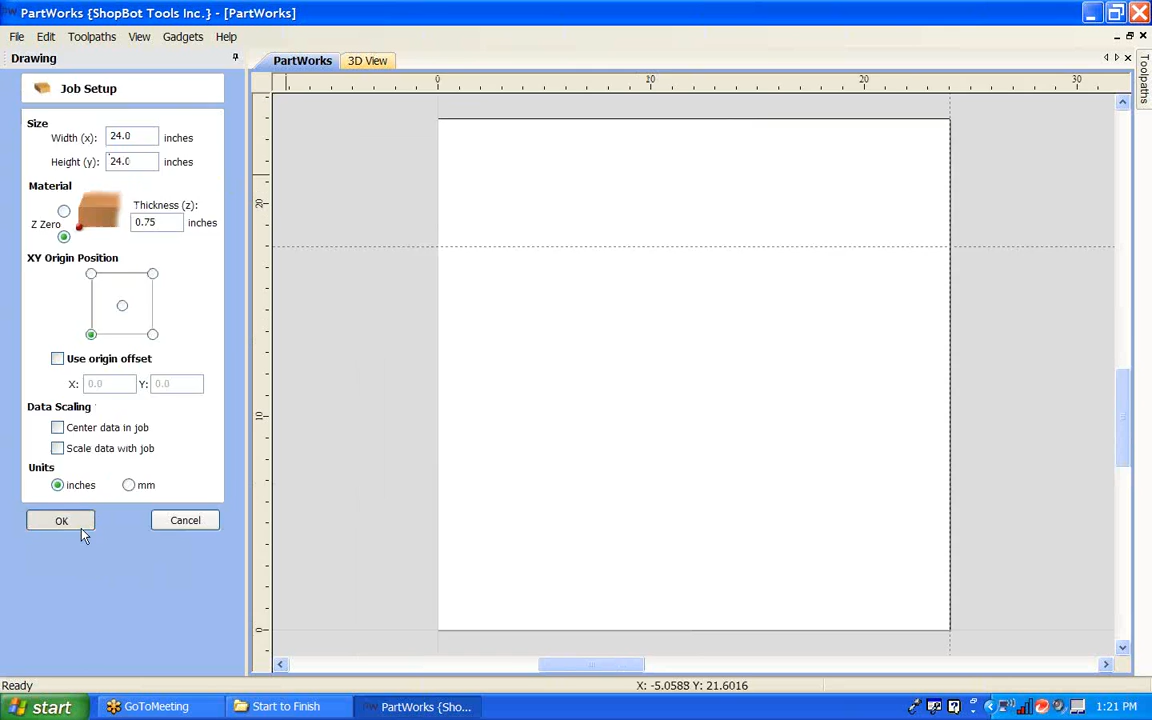 PartWorks {ShopBot Tools Inc.} - [PartWorks]
File Edit Toolpaths View Gadgets Help
Drawing
PartWorks 3D View
Toolpaths
Job Setup
Size
Width (x): 24.0 inches
Height (y): 24.0 inches
Material
Thickness (z):
Z Zero 0.75 inches
XY Origin Position
Use origin offset
X: 0.0 Y: 0.0
Data Scaling
Center data in job
Scale data with job
Units
inches mm
OK Cancel
0 10 20 30
20
10
0
Ready X: -5.0585 Y: 21.6016
start GoToMeeting Start to Finish PartWorks {Sho... 1:21 PM